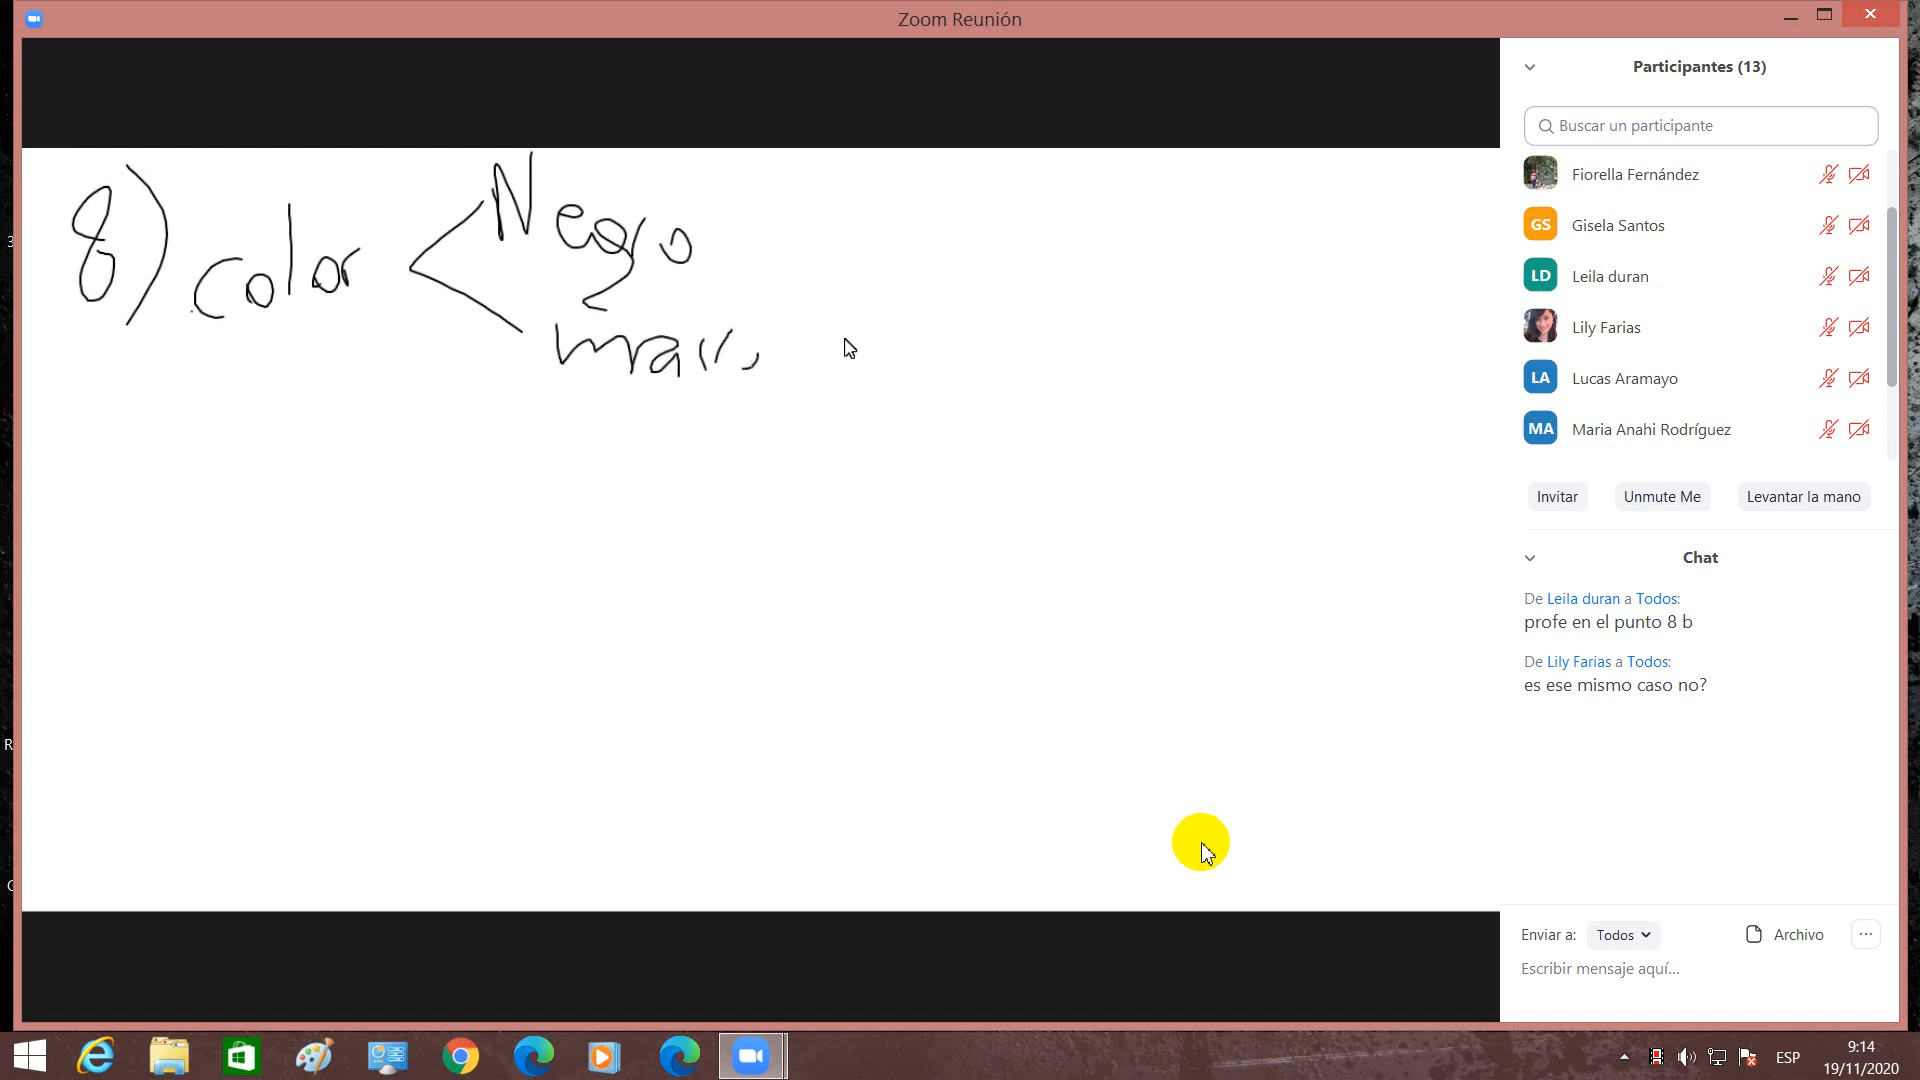 Zoom Reunión
8) color < Negro
marr
Participantes (13)
Buscar un participante
Fiorella Fernández
GS Gisela Santos
LD Leila duran
Lily Farias
LA Lucas Aramayo
MA Maria Anahi Rodríguez
Invitar Unmute Me Levantar la mano
Chat
De Leila duran a Todos:
profe en el punto 8 b
De Lily Farias a Todos:
es ese mismo caso no?
Enviar a: Todos Archivo ...
Escribir mensaje aquí...
3
R
ESP
9:14
19/11/2020